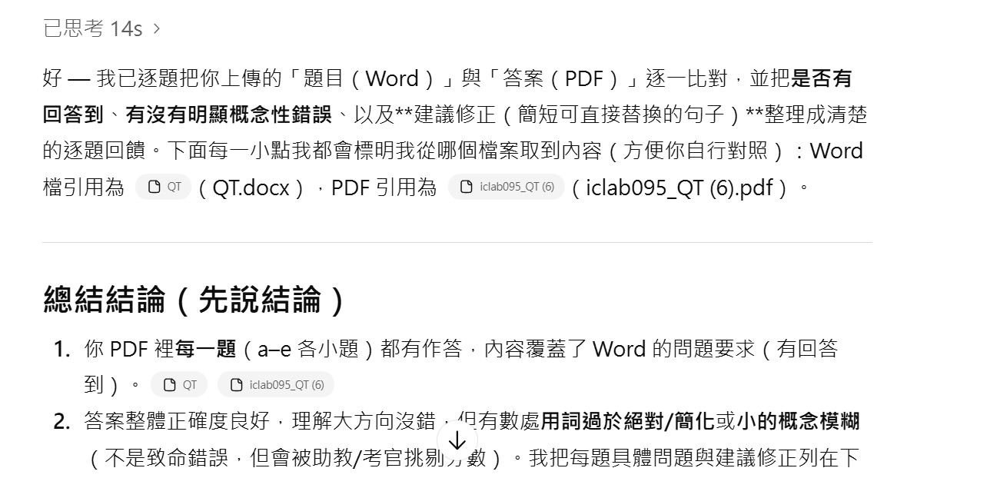 已思考 14s >
好 — 我已逐題把你上傳的「題目（Word）」與「答案（PDF）」逐一比對，並把是否有
回答到、有沒有明顯概念性錯誤、以及**建議修正（簡短可直接替換的句子）**整理成清楚
的逐題回饋。下面每一小點我都會標明我從哪個檔案取到內容（方便你自行對照）：Word
檔引用為 QT （QT.docx），PDF 引用為 iclab095_QT (6) （iclab095_QT (6).pdf）。
總結結論（先說結論）
1. 你 PDF 裡每一題（a–e 各小題）都有作答，內容覆蓋了 Word 的問題要求（有回答
到）。 QT iclab095_QT (6)
2. 答案整體正確度良好，理解大方向沒錯，但有數處用詞過於絕對/簡化或小的概念模糊
（不是致命錯誤，但會被助教/考官挑剔分數）。我把每題具體問題與建議修正列在下